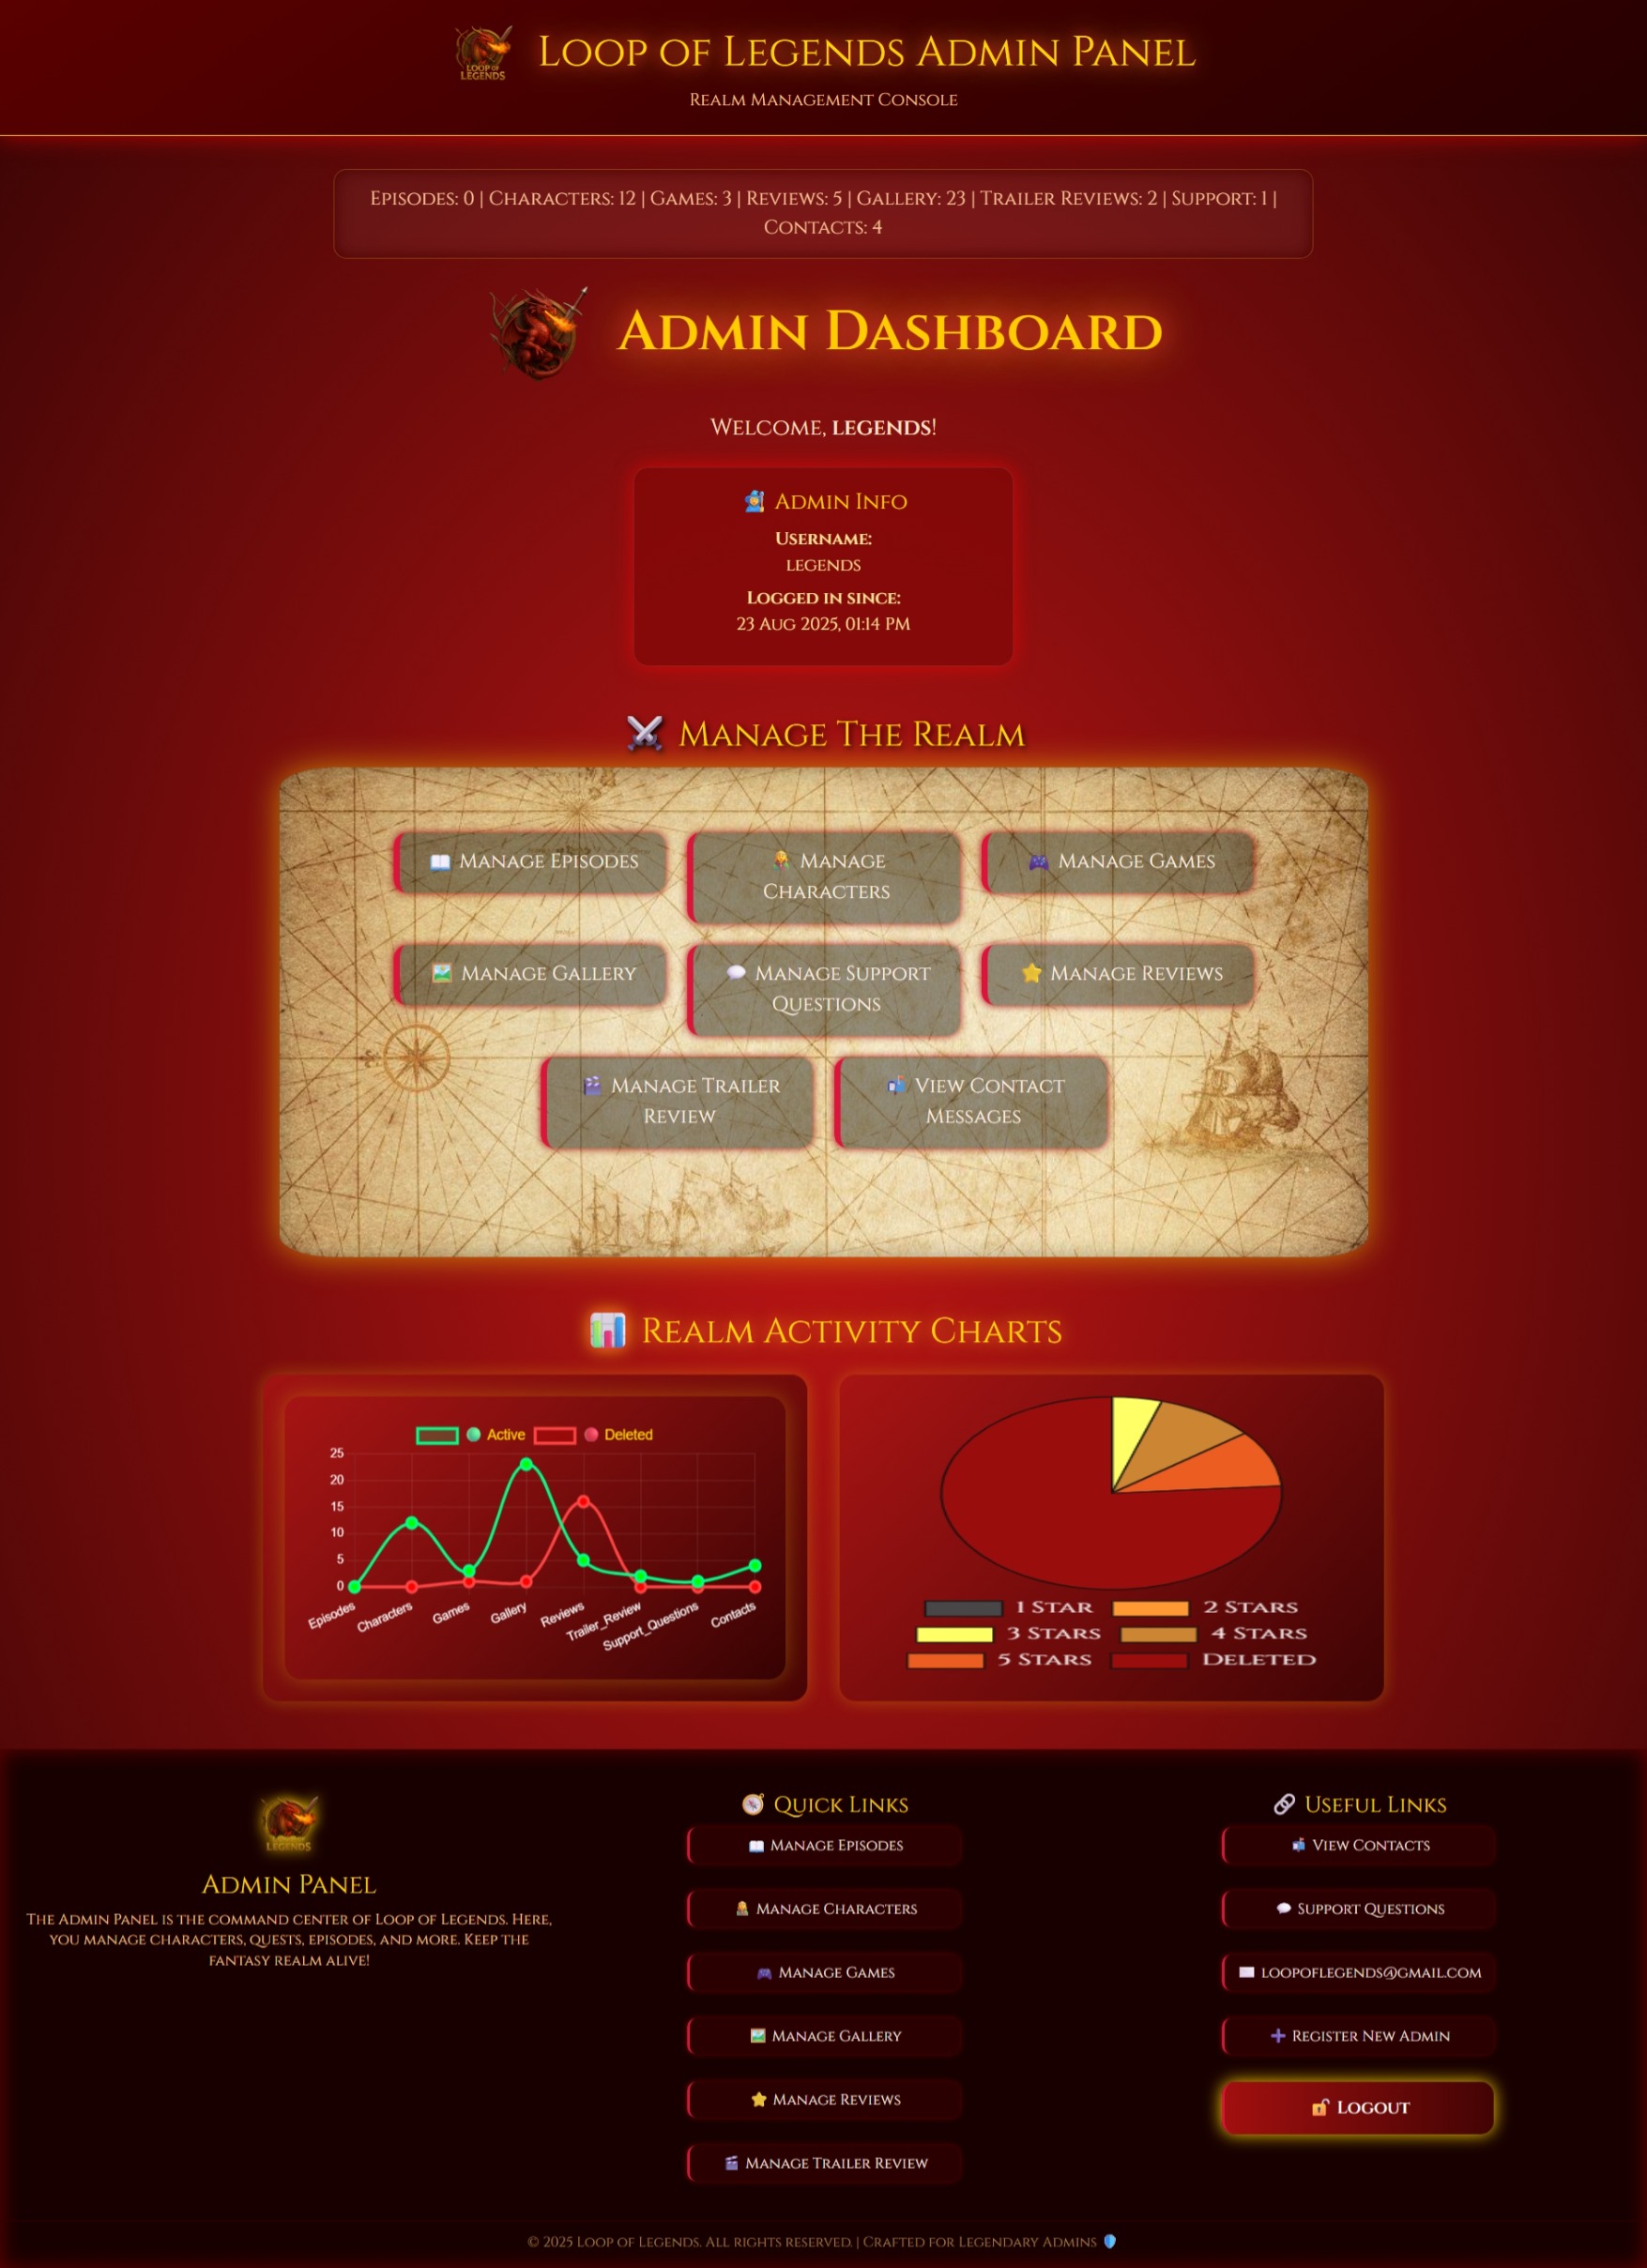 LOOP OF
LEGENDS
Loop of Legends Admin Panel
Realm Management Console
Episodes: 0 | Characters: 12 | Games: 3 | Reviews: 5 | Gallery: 23 | Trailer Reviews: 2 | Support: 1 |
Contacts: 4
Admin Dashboard
Welcome, legends!
Admin Info
Username:
legends
Logged in since:
23 Aug 2025, 01:14 PM
Manage The Realm
Manage Episodes
Manage
Characters
Manage Games
Manage Gallery
Manage Support
Questions
Manage Reviews
Manage Trailer
Review
View Contact
Messages
Realm Activity Charts
Active
Deleted
25
20
15
10
5
0
Episodes
Characters
Games
Gallery
Reviews
Trailer_Review
Support_Questions
Contacts
1 Star
2 Stars
3 Stars
4 Stars
5 Stars
Deleted
LEGENDS
Admin Panel
The Admin Panel is the command center of Loop of Legends. Here,
you manage characters, quests, episodes, and more. Keep the
fantasy realm alive!
Quick Links
Manage Episodes
Manage Characters
Manage Games
Manage Gallery
Manage Reviews
Manage Trailer Review
Useful Links
View Contacts
Support Questions
loopoflegends@gmail.com
Register New Admin
Logout
© 2025 Loop of Legends. All rights reserved. | Crafted for Legendary Admins